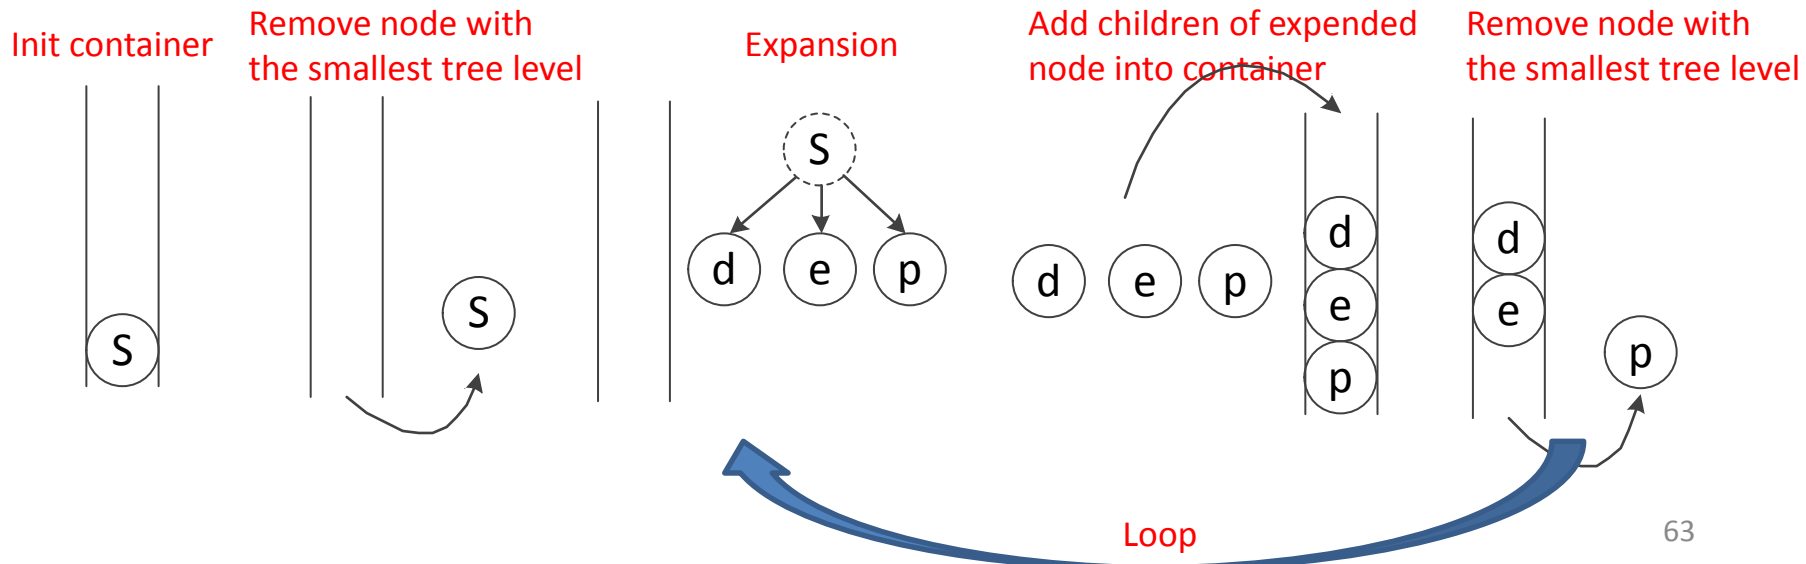 Init container
Remove node with
the smallest tree level
Expansion
Add children of expended
node into container
Remove node with
the smallest tree level
S
S
S
d e p
d e p
d
e
p
d
e
p
Loop
63